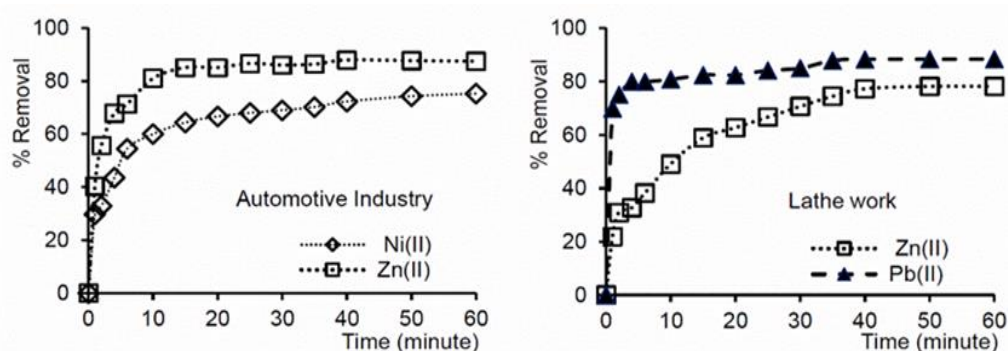 % Removal
100
80
60
40
20
0
Automotive Industry
Ni(II)
Zn(II)
0 10 20 30 40 50 60
Time (minute)
% Removal
100
80
60
40
20
0
Lathe work
Zn(II)
Pb(II)
0 10 20 30 40 50 60
Time (minute)